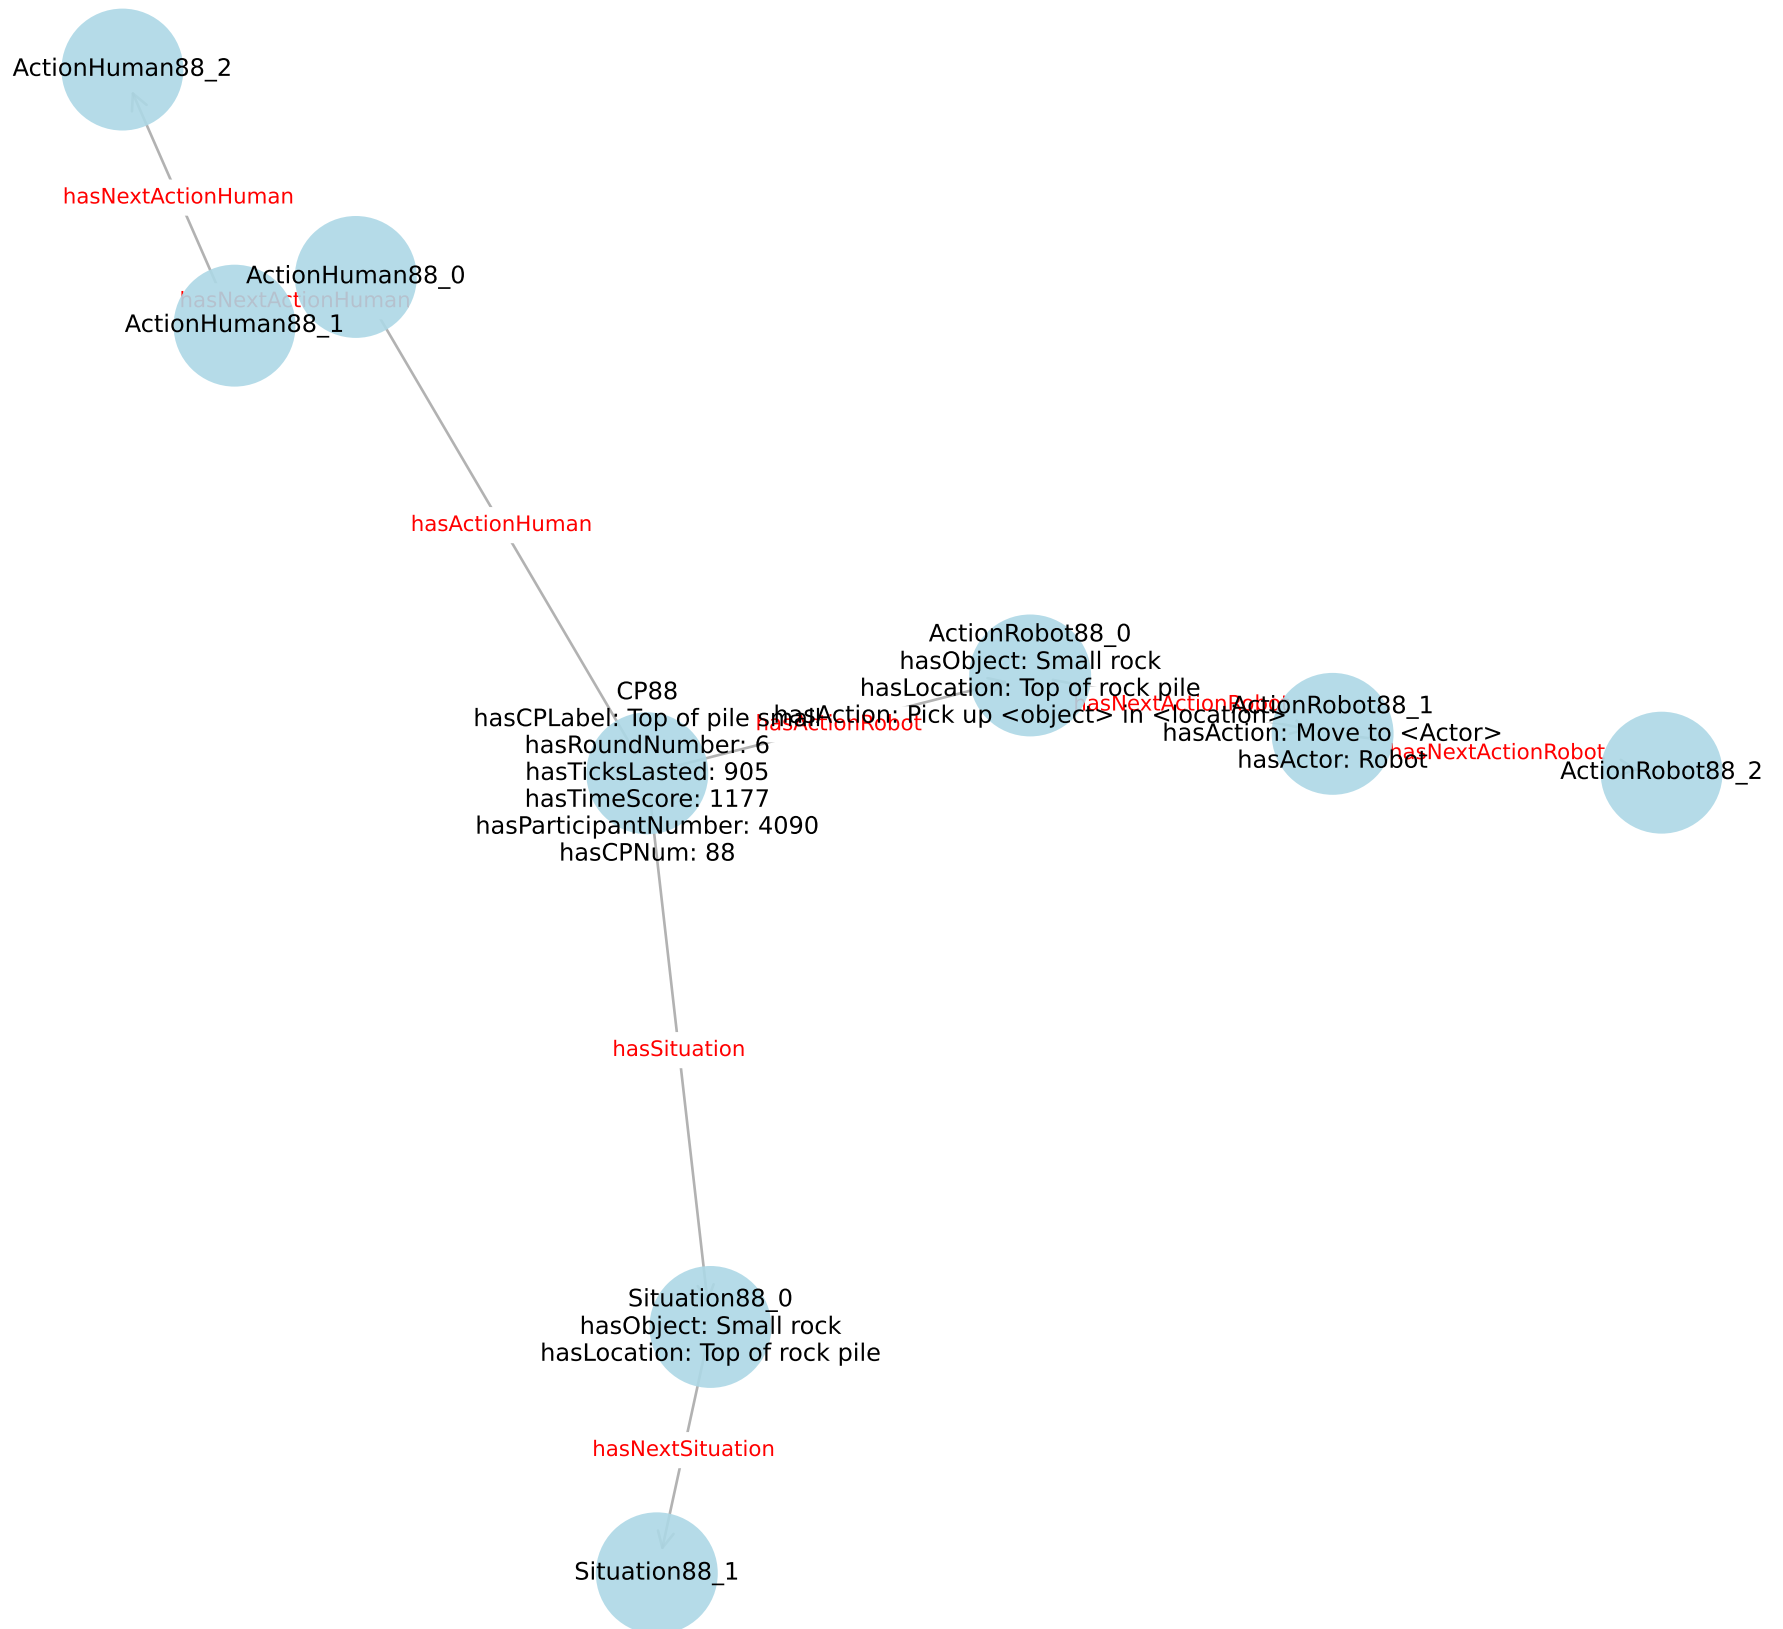 ActionHuman88_2
hasNextActionHuman
ActionHuman88_0
hasNextActionHuman
ActionHuman88_1
hasActionHuman
ActionRobot88_0
hasObject: Small rock
hasLocation: Top of rock pile
hasAction: Pick up <object> in <location>
hasNextActionRobot
ActionRobot88_1
hasAction: Move to <Actor>
hasActor: Robot
hasNextActionRobot
ActionRobot88_2
CP88
hasCPLabel: Top of pile small
hasActionRobot
hasRoundNumber: 6
hasTicksLasted: 905
hasTimeScore: 1177
hasParticipantNumber: 4090
hasCPNum: 88
hasSituation
Situation88_0
hasObject: Small rock
hasLocation: Top of rock pile
hasNextSituation
Situation88_1